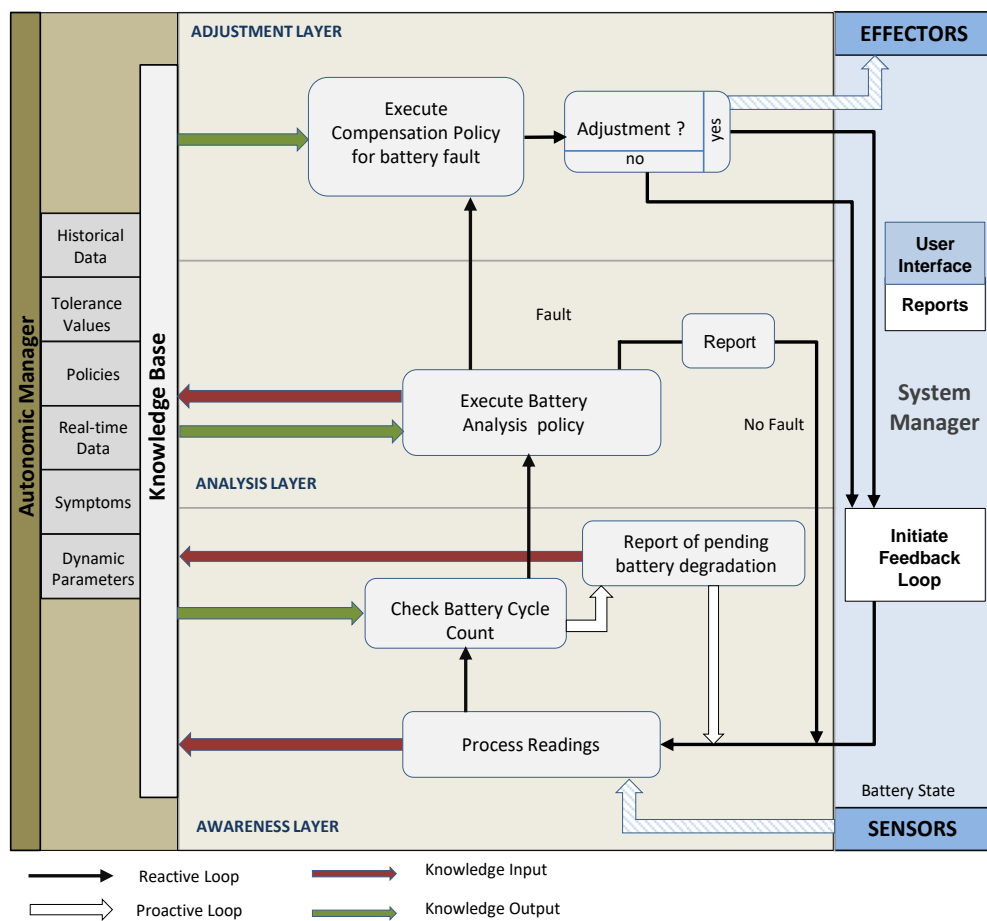 ADJUSTMENT LAYER
EFFECTORS
Execute
Compensation Policy
for battery fault
Adjustment ?
yes
no
Historical
Data
Tolerance
Values
Policies
Real-time
Data
Symptoms
Dynamic
Parameters
Autonomic Manager
Knowledge Base
User
Interface
Reports
System
Manager
Fault
Report
No Fault
Execute Battery
Analysis policy
ANALYSIS LAYER
Report of pending
battery degradation
Initiate
Feedback
Loop
Check Battery Cycle
Count
Process Readings
Battery State
AWARENESS LAYER
SENSORS
Reactive Loop
Knowledge Input
Proactive Loop
Knowledge Output